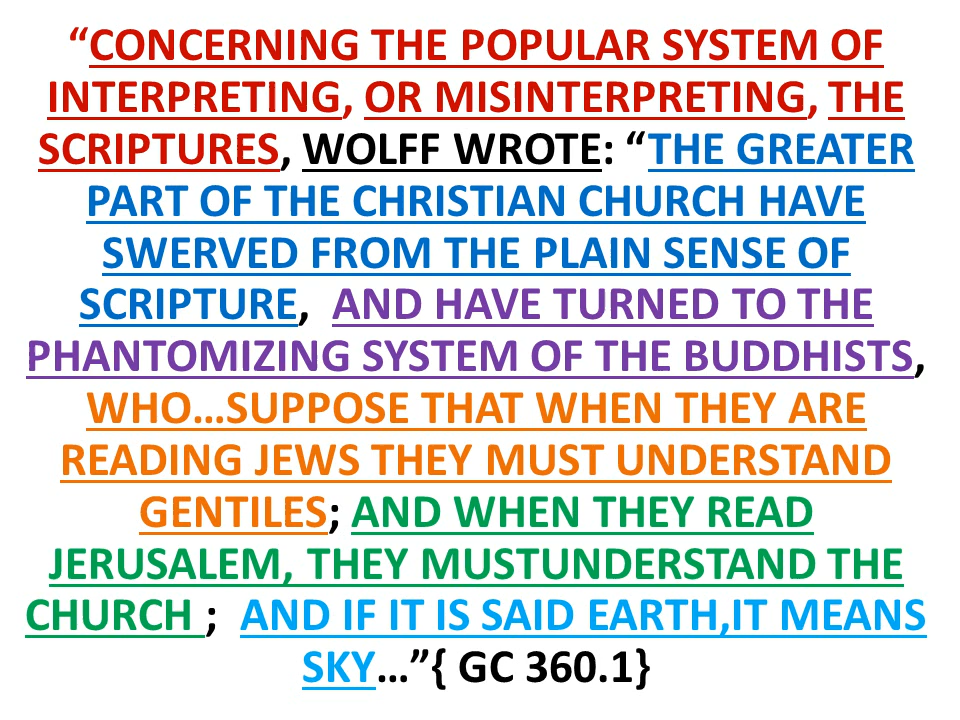 “CONCERNING THE POPULAR SYSTEM OF
INTERPRETING, OR MISINTERPRETING, THE
SCRIPTURES, WOLFF WROTE: “THE GREATER
PART OF THE CHRISTIAN CHURCH HAVE
SWERVED FROM THE PLAIN SENSE OF
SCRIPTURE, AND HAVE TURNED TO THE
PHANTOMIZING SYSTEM OF THE BUDDHISTS,
WHO…SUPPOSE THAT WHEN THEY ARE
READING JEWS THEY MUST UNDERSTAND
GENTILES; AND WHEN THEY READ
JERUSALEM, THEY MUSTUNDERSTAND THE
CHURCH ; AND IF IT IS SAID EARTH,IT MEANS
SKY…”{ GC 360.1}